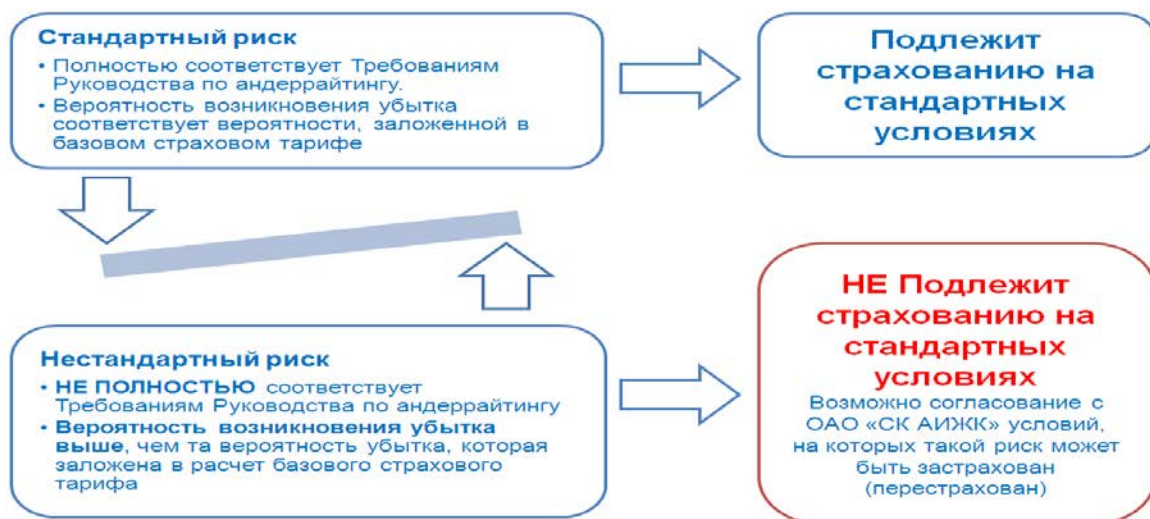 Стандартный риск
• Полностью соответствует Требованиям
Руководства по андеррайтингу.
• Вероятность возникновения убытка
соответствует вероятности, заложенной в
базовом страховом тарифе
Подлежит
страхованию на
стандартных
условиях
Нестандартный риск
• НЕ ПОЛНОСТЬЮ соответствует
Требованиям Руководства по андеррайтингу
• Вероятность возникновения убытка
выше, чем та вероятность убытка, которая
заложена в расчет базового страхового
тарифа
НЕ Подлежит
страхованию на
стандартных
условиях
Возможно согласование с
ОАО «СК АИЖК» условий,
на которых такой риск может
быть застрахован
(перестрахован)